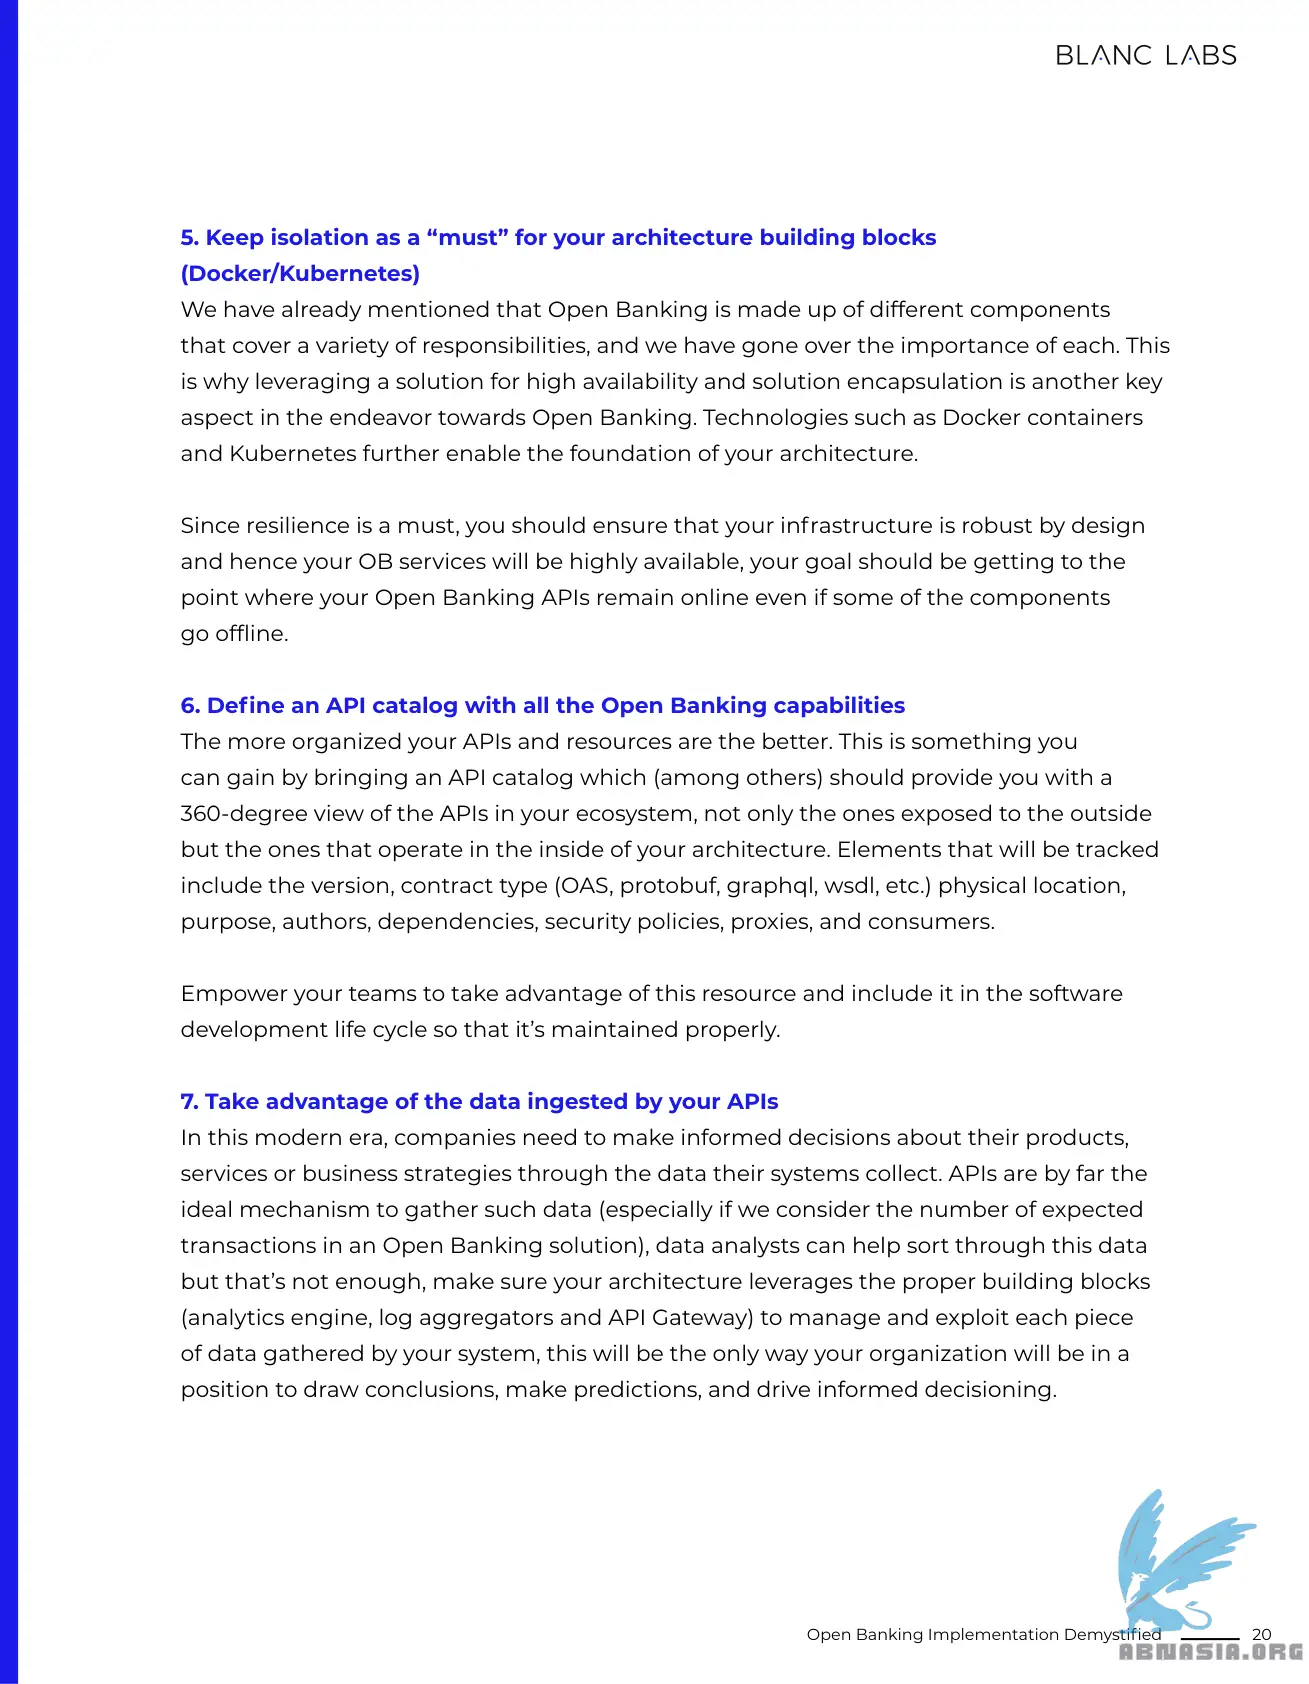 BLANC LABS
5. Keep isolation as a “must” for your architecture building blocks
(Docker/Kubernetes)
We have already mentioned that Open Banking is made up of different components
that cover a variety of responsibilities, and we have gone over the importance of each. This
is why leveraging a solution for high availability and solution encapsulation is another key
aspect in the endeavor towards Open Banking. Technologies such as Docker containers
and Kubernetes further enable the foundation of your architecture.
Since resilience is a must, you should ensure that your infrastructure is robust by design
and hence your OB services will be highly available, your goal should be getting to the
point where your Open Banking APIs remain online even if some of the components
go offline.
6. Define an API catalog with all the Open Banking capabilities
The more organized your APIs and resources are the better. This is something you
can gain by bringing an API catalog which (among others) should provide you with a
360-degree view of the APIs in your ecosystem, not only the ones exposed to the outside
but the ones that operate in the inside of your architecture. Elements that will be tracked
include the version, contract type (OAS, protobuf, graphql, wsdl, etc.) physical location,
purpose, authors, dependencies, security policies, proxies, and consumers.
Empower your teams to take advantage of this resource and include it in the software
development life cycle so that it’s maintained properly.
7. Take advantage of the data ingested by your APIs
In this modern era, companies need to make informed decisions about their products,
services or business strategies through the data their systems collect. APIs are by far the
ideal mechanism to gather such data (especially if we consider the number of expected
transactions in an Open Banking solution), data analysts can help sort through this data
but that’s not enough, make sure your architecture leverages the proper building blocks
(analytics engine, log aggregators and API Gateway) to manage and exploit each piece
of data gathered by your system, this will be the only way your organization will be in a
position to draw conclusions, make predictions, and drive informed decisioning.
Open Banking Implementation Demystified 20
ABNASIA.ORG